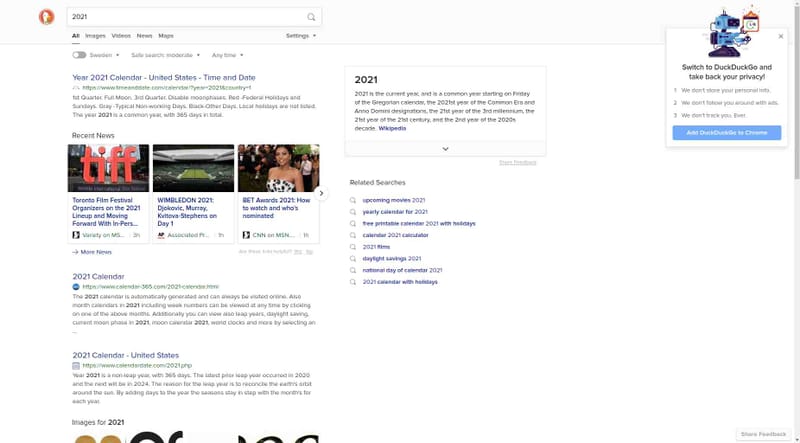 2021
All Images Videos News Maps Settings
Sweden Safe search: moderate Any time
Year 2021 Calendar - United States - Time and Date
https://www.timeanddate.com/calendar/?year=2021&country=1
1st Quarter. Full Moon. 3rd Quarter. Disable moonphases. Red -Federal Holidays and
Sundays. Gray -Typical Non-working Days. Black-Other Days. Local holidays are not listed.
The year 2021 is a common year, with 365 days in total.
Recent News
tiff
Toronto Film Festival
Organizers on the 2021
Lineup and Moving
Forward With In-Pers...
Variety on MS... 3h
WIMBLEDON 2021:
Djokovic, Murray,
Kvitova-Stephens on
Day 1
AP Associated Pr... 1h
BET Awards 2021: How
to watch and who's
nominated
CNN on MSN.... 1h
More News
Are these links helpful? Yes No
2021 Calendar
https://www.calendar-365.com/2021-calendar.html
The 2021 calendar is automatically generated and can always be visited online. Also
month calendars in 2021 including week numbers can be viewed at any time by clicking
on one of the above months. Additionally you can view also leap years, daylight saving,
current moon phase in 2021, moon calendar 2021, world clocks and more by selecting an
...
2021 Calendar - United States
https://www.calendardate.com/2021.php
Year 2021 is a non-leap year, with 365 days. The latest prior leap year occurred in 2020
and the next will be in 2024. The reason for the leap year is to reconcile the earth's orbit
around the sun. By adding days to the year the seasons stay in step with the month's for
each year.
Images for 2021
2021
2021 is the current year, and is a common year starting on Friday
of the Gregorian calendar, the 2021st year of the Common Era and
Anno Domini designations, the 21st year of the 3rd millennium, the
21st year of the 21st century, and the 2nd year of the 2020s
decade. Wikipedia
Share Feedback
Related Searches
upcoming movies 2021
yearly calendar for 2021
free printable calendar 2021 with holidays
calendar 2021 calculator
2021 films
daylight savings 2021
national day of calendar 2021
2021 calendar with holidays
Switch to DuckDuckGo and
take back your privacy!
1 We don't store your personal info.
2 We don't follow you around with ads.
3 We don't track you. Ever.
Add DuckDuckGo to Chrome
Share Feedback